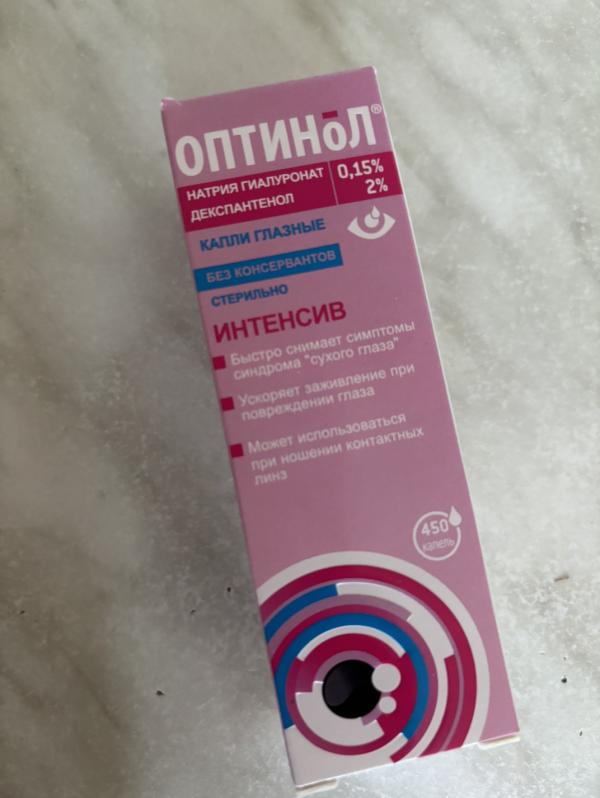 ОПТИНōЛ®
НАТРИЯ ГИАЛУРОНАТ 0,15%
ДЕКСПАНТЕНОЛ 2%
КАПЛИ ГЛАЗНЫЕ
БЕЗ КОНСЕРВАНТОВ
СТЕРИЛЬНО
ИНТЕНСИВ
Быстро снимает симптомы
синдрома "сухого глаза"
Ускоряет заживление при
повреждении глаза
Может использоваться
при ношении контактных
линз
450
капель